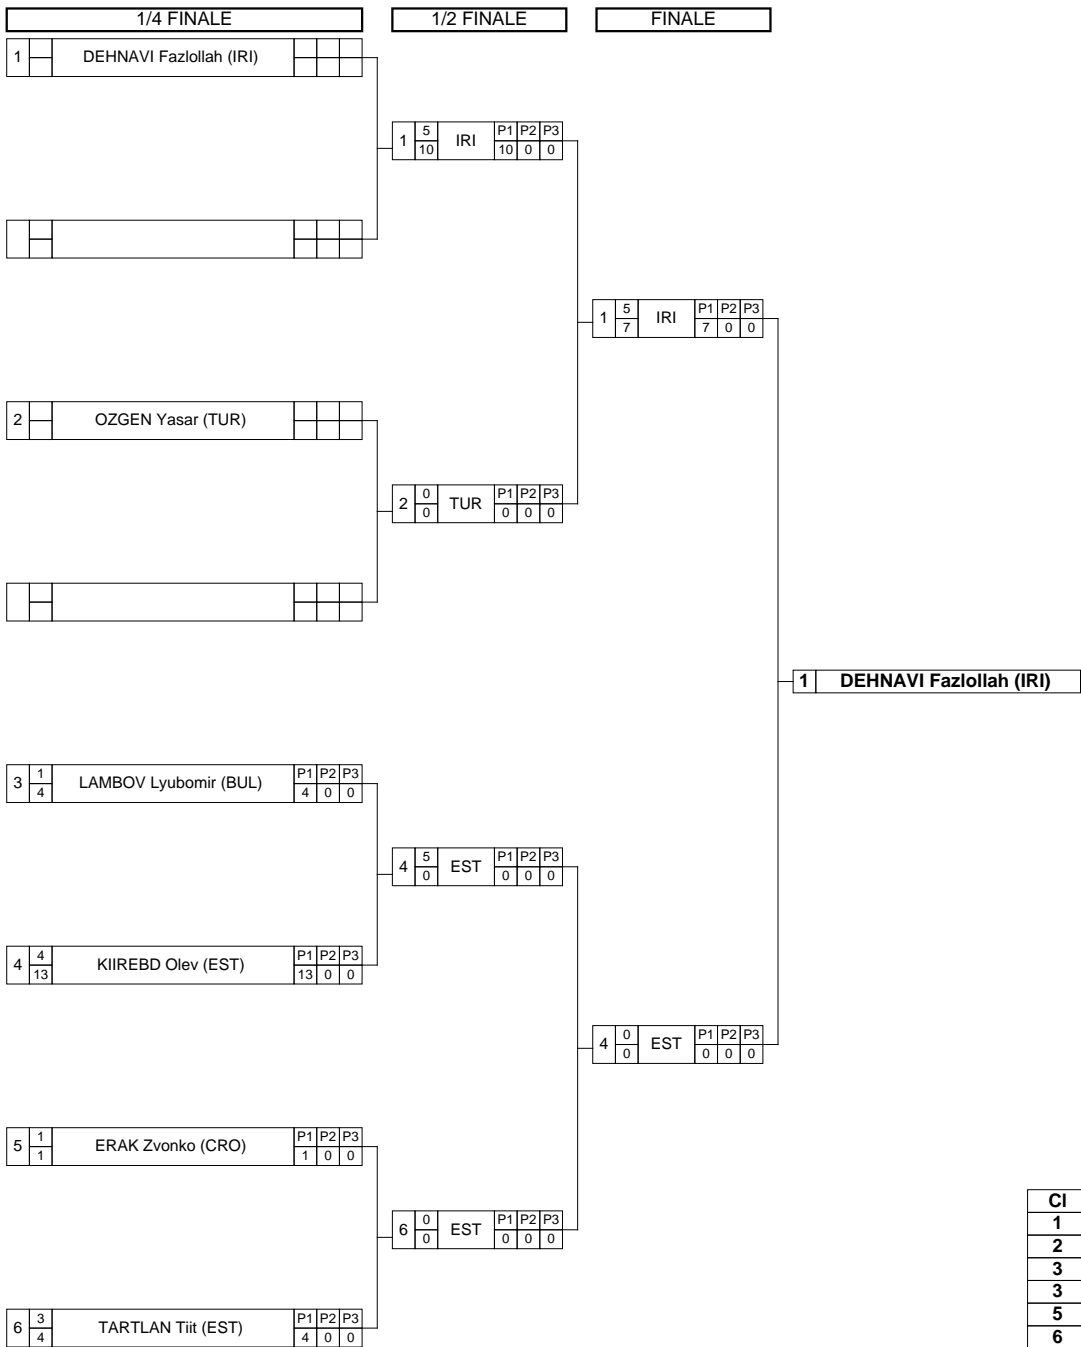 1/4 FINALE 1/2 FINALE FINALE
1 DEHNAVI Fazlollah (IRI)
5 P1 P2 P3
1 IRI
10 10 0 0
5 P1 P2 P3
1 IRI
7 7 0 0
2 OZGEN Yasar (TUR)
0 P1 P2 P3
2 TUR
0 0 0 0
1 DEHNAVI Fazlollah (IRI)
1 P1 P2 P3
3 LAMBOV Lyubomir (BUL)
4 4 0 0
5 P1 P2 P3
4 EST
0 0 0 0
4 P1 P2 P3
4 KIIREBD Olev (EST)
13 13 0 0
0 P1 P2 P3
4 EST
0 0 0 0
1 P1 P2 P3
5 ERAK Zvonko (CRO)
1 1 0 0
0 P1 P2 P3
6 EST
0 0 0 0
3 P1 P2 P3
6 TARTLAN Tiit (EST)
4 4 0 0
Cl
1
2
3
3
5
6